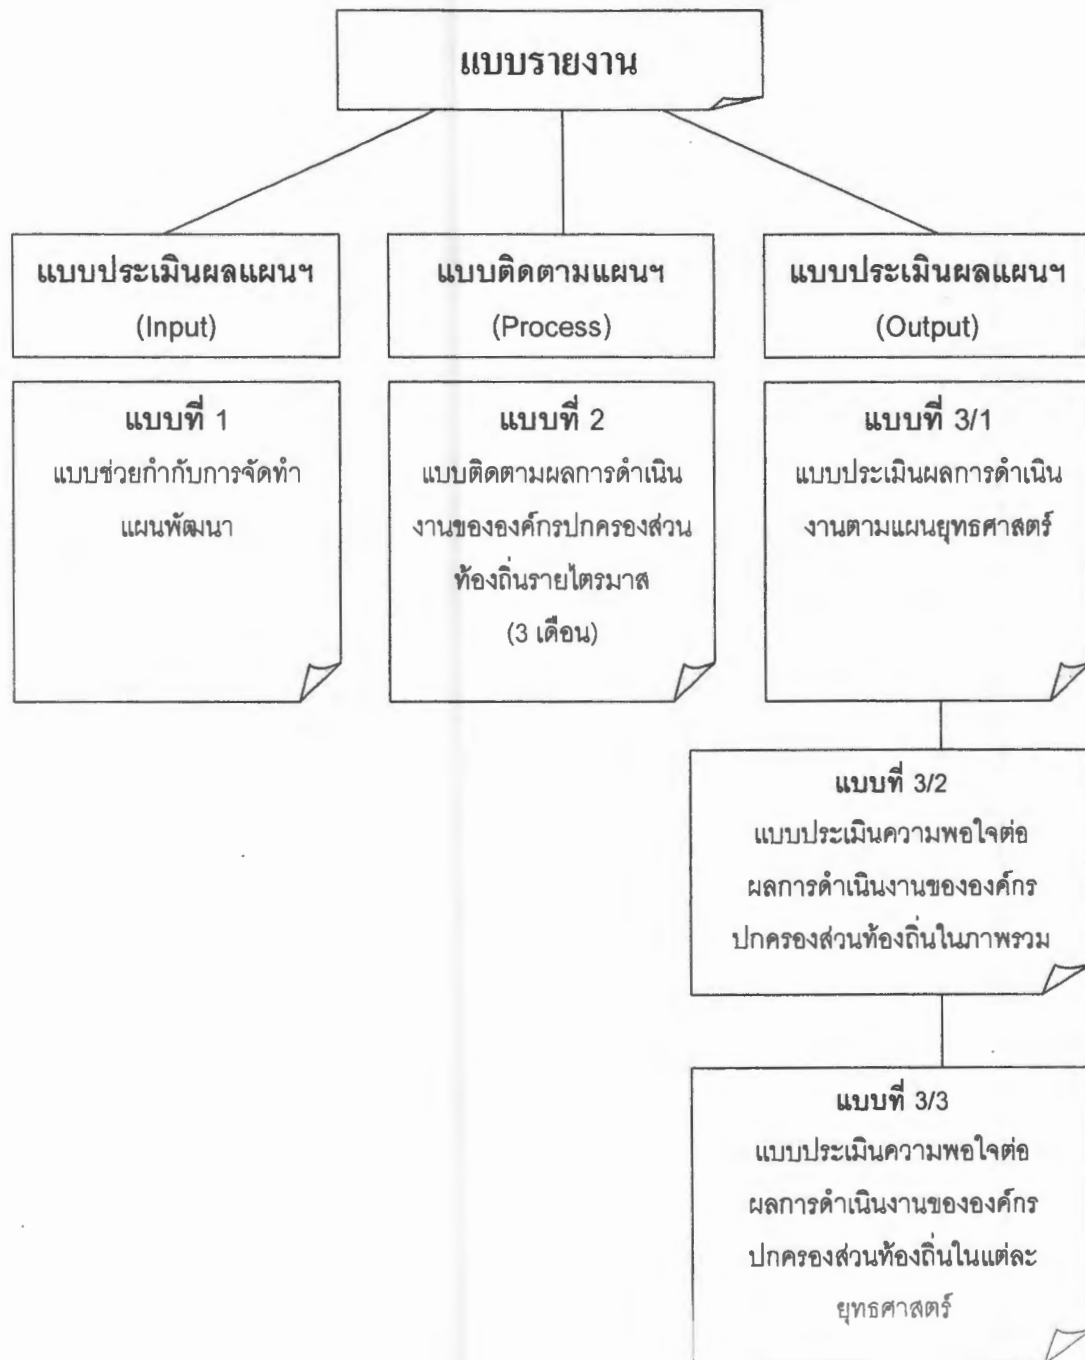 แบบรายงาน
แบบประเมินผลแผนฯ
(Input)
แบบที่ 1
แบบช่วยกำกับการจัดทำ
แผนพัฒนา
แบบติดตามแผนฯ
(Process)
แบบที่ 2
แบบติดตามผลการดำเนิน
งานขององค์กรปกครองส่วน
ท้องถิ่นรายไตรมาส
(3 เดือน)
แบบประเมินผลแผนฯ
(Output)
แบบที่ 3/1
แบบประเมินผลการดำเนิน
งานตามแผนยุทธศาสตร์
แบบที่ 3/2
แบบประเมินความพอใจต่อ
ผลการดำเนินงานขององค์กร
ปกครองส่วนท้องถิ่นในภาพรวม
แบบที่ 3/3
แบบประเมินความพอใจต่อ
ผลการดำเนินงานขององค์กร
ปกครองส่วนท้องถิ่นในแต่ละ
ยุทธศาสตร์